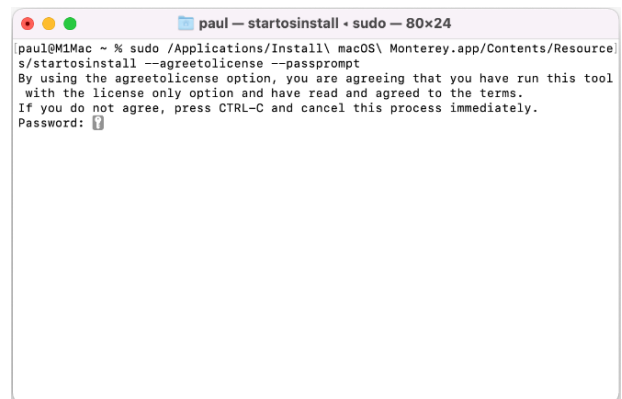 paul — startosinstall ◂ sudo — 80×24
[paul@M1Mac ~ % sudo /Applications/Install\ macOS\ Monterey.app/Contents/Resource]
s/startosinstall --agreetolicense --passprompt
By using the agreetolicense option, you are agreeing that you have run this tool
with the license only option and have read and agreed to the terms.
If you do not agree, press CTRL-C and cancel this process immediately.
Password: